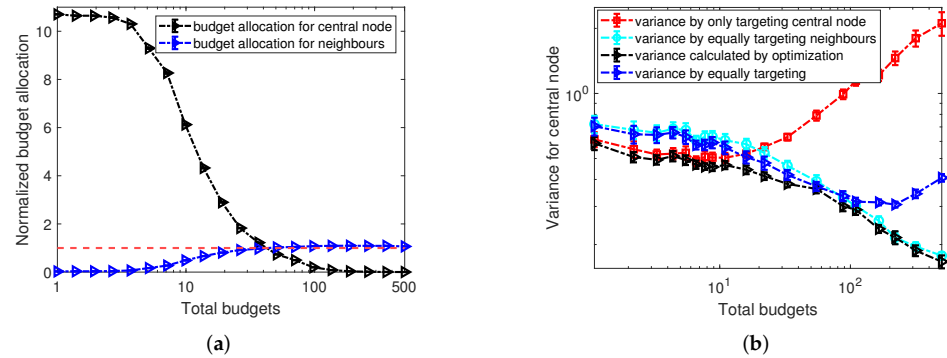 budget allocation for central node
budget allocation for neighbours
Normalized budget allocation
10
8
6
4
2
0
1
10
100
500
Total budgets
(a)
variance by only targeting central node
variance by equally targeting neighbours
variance calculated by optimization
variance by equally targeting
Variance for central node
10^0
10^1
10^2
Total budgets
(b)